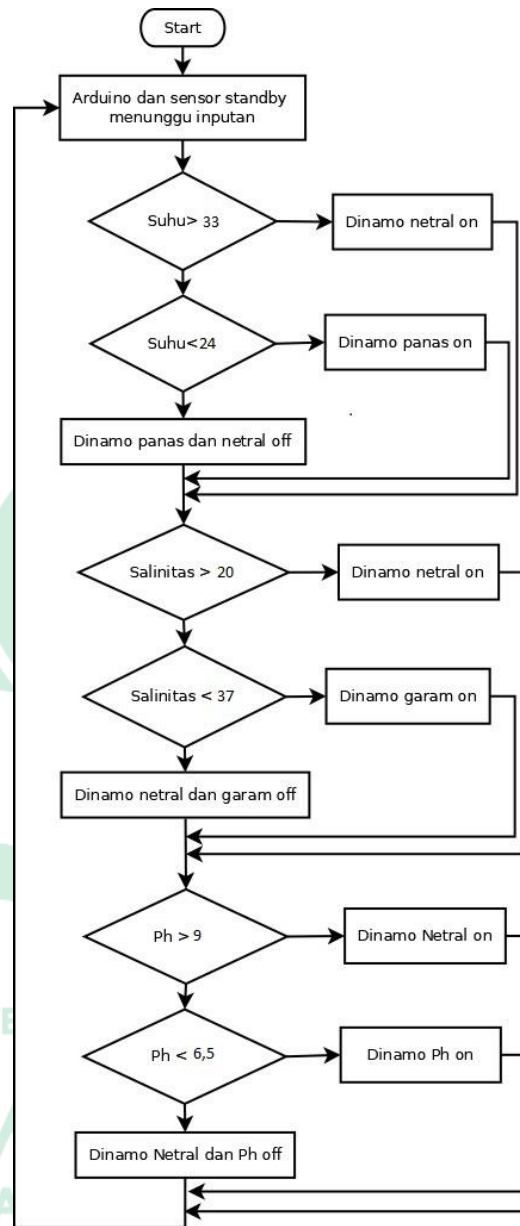 Start
Arduino dan sensor standby
menunggu inputan
Suhu> 33
Dinamo netral on
Suhu<24
Dinamo panas on
Dinamo panas dan netral off
Salinitas > 20
Dinamo netral on
Salinitas < 37
Dinamo garam on
Dinamo netral dan garam off
Ph > 9
Dinamo Netral on
Ph < 6,5
Dinamo Ph on
Dinamo Netral dan Ph off